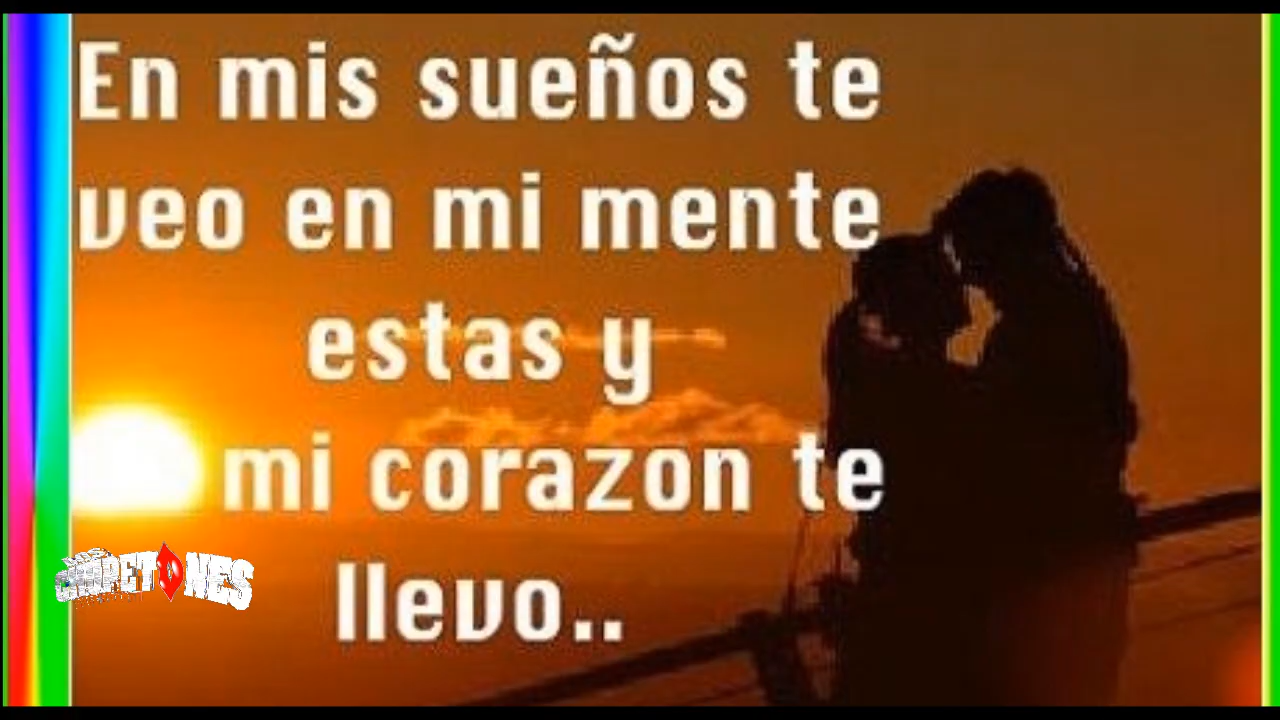 En mis sueños te
veo en mi mente
estas y
mi corazon te
llevo..